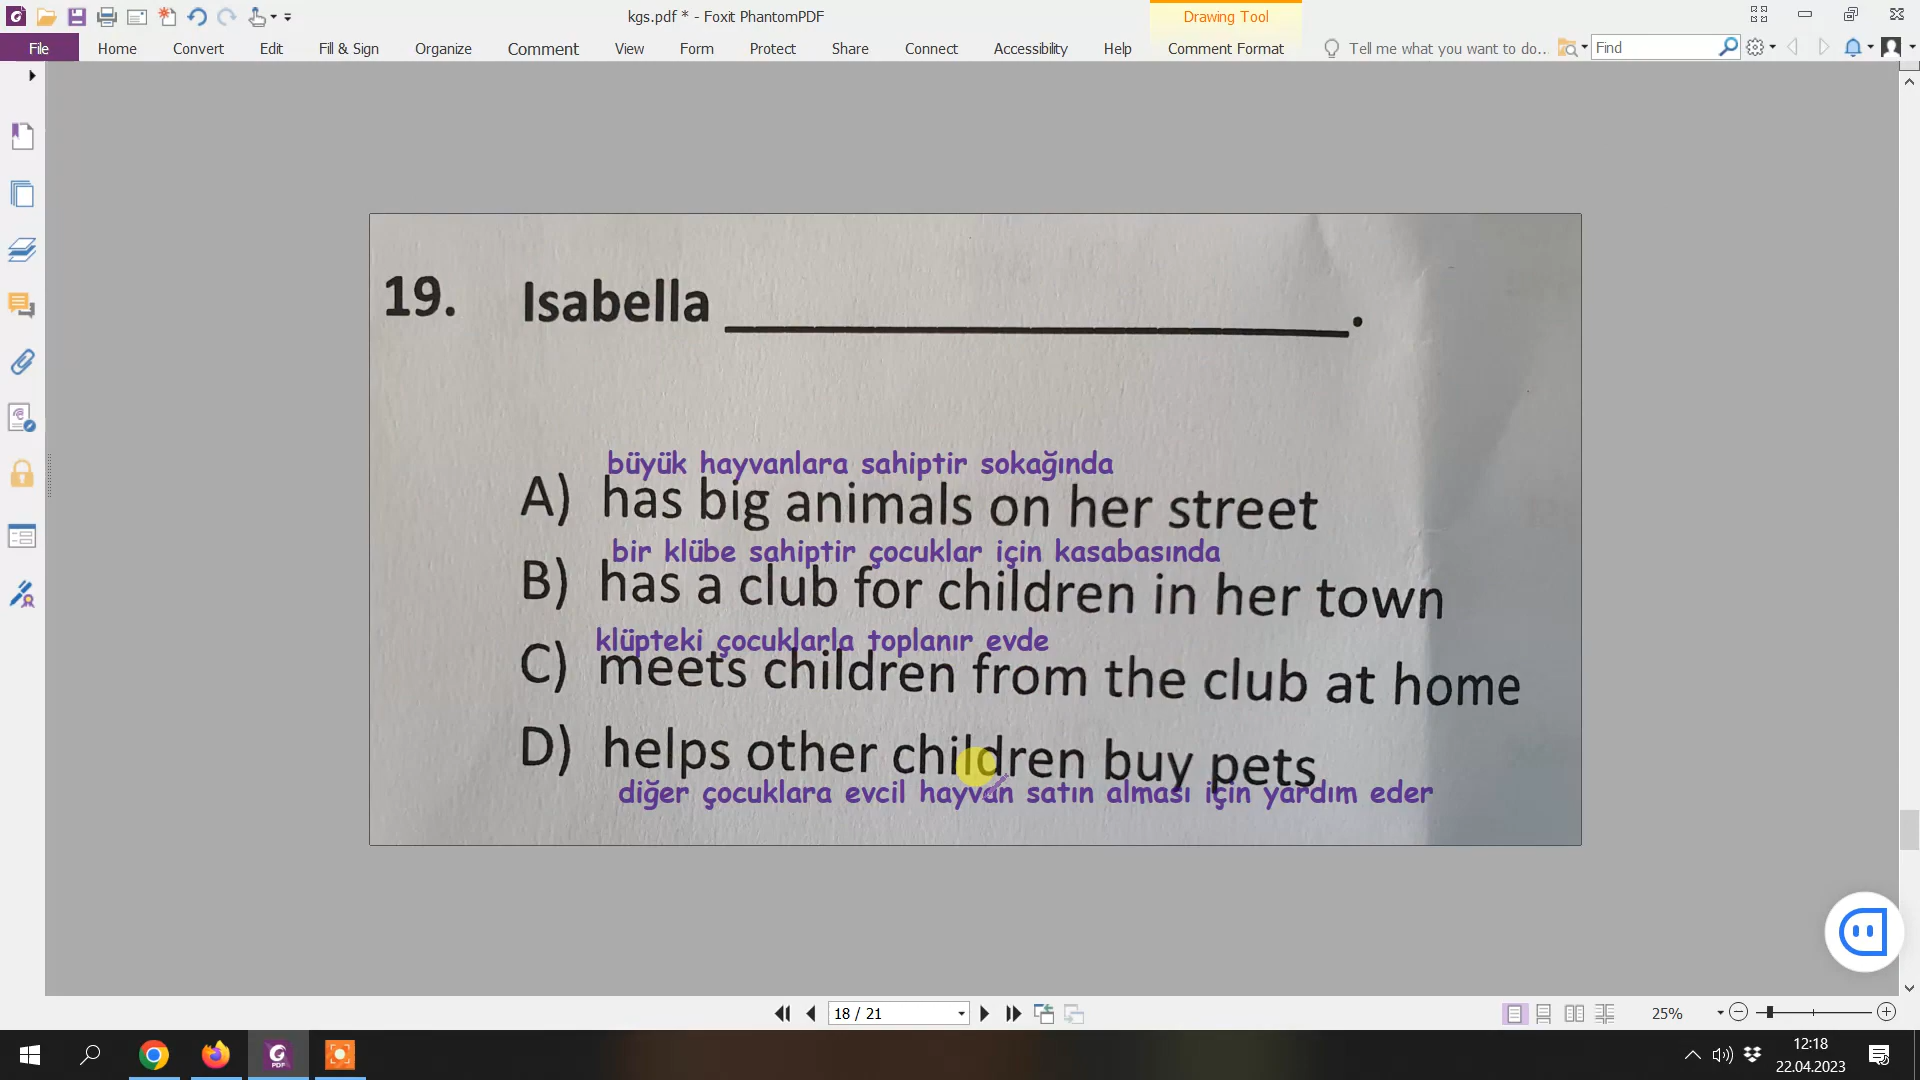 kgs.pdf * - Foxit PhantomPDF
Drawing Tool
File Home Convert Edit Fill & Sign Organize Comment View Form Protect Share Connect Accessibility Help Comment Format Tell me what you want to do.. Find
19. Isabella ____________________.
büyük hayvanlara sahiptir sokağında
A) has big animals on her street
bir klübe sahiptir çocuklar için kasabasında
B) has a club for children in her town
klüpteki çocuklarla toplanır evde
C) meets children from the club at home
D) helps other children buy pets
diğer çocuklara evcil hayvan satın alması için yardım eder
18 / 21
25%
PDF
12:18
22.04.2023